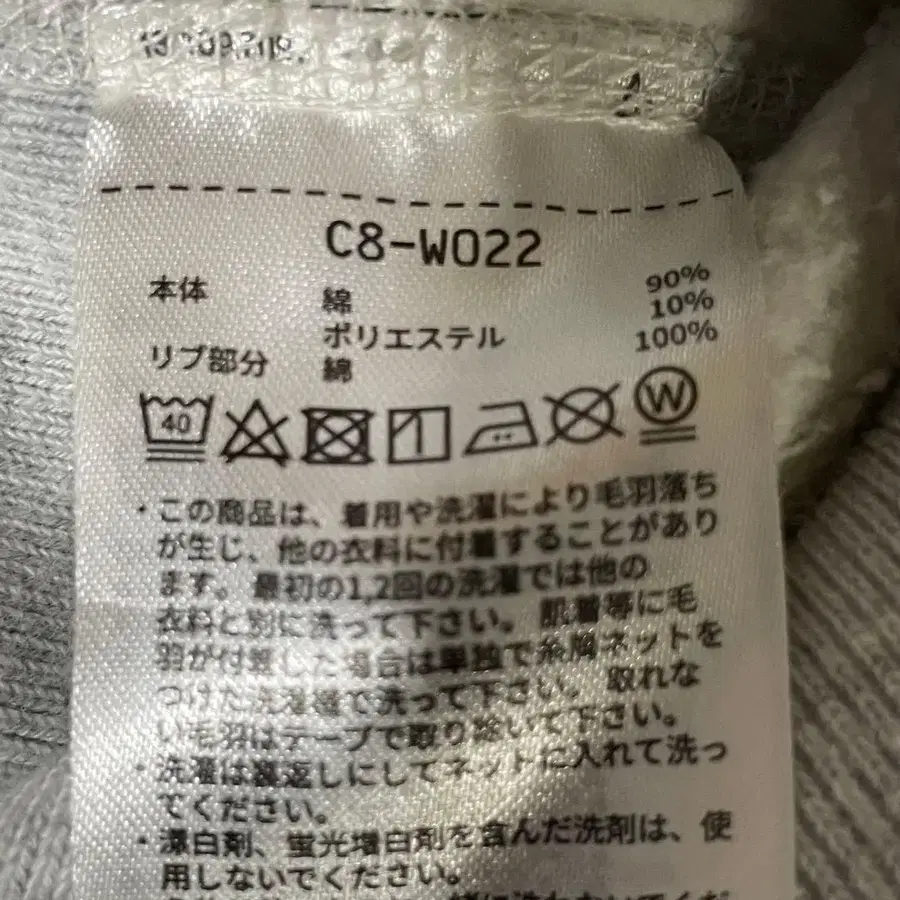 C8-W022
本体 綿 90%
ポリエステル 10%
リブ部分 綿 100%
40
W
・この商品は、着用や洗濯により毛羽落ち
が生じ、他の衣料に付着することがあり
ます。最初の1,2回の洗濯では他の
衣料と別に洗って下さい。肌着等に毛
羽が付着した場合は単独で糸屑ネットを
つけた洗濯機で洗って下さい。取れな
い毛羽はテープで取り除いて下さい。
・洗濯は裏返しにしてネットに入れて洗っ
てください。
・漂白剤、蛍光増白剤を含んだ洗剤は、使
用しないでください。